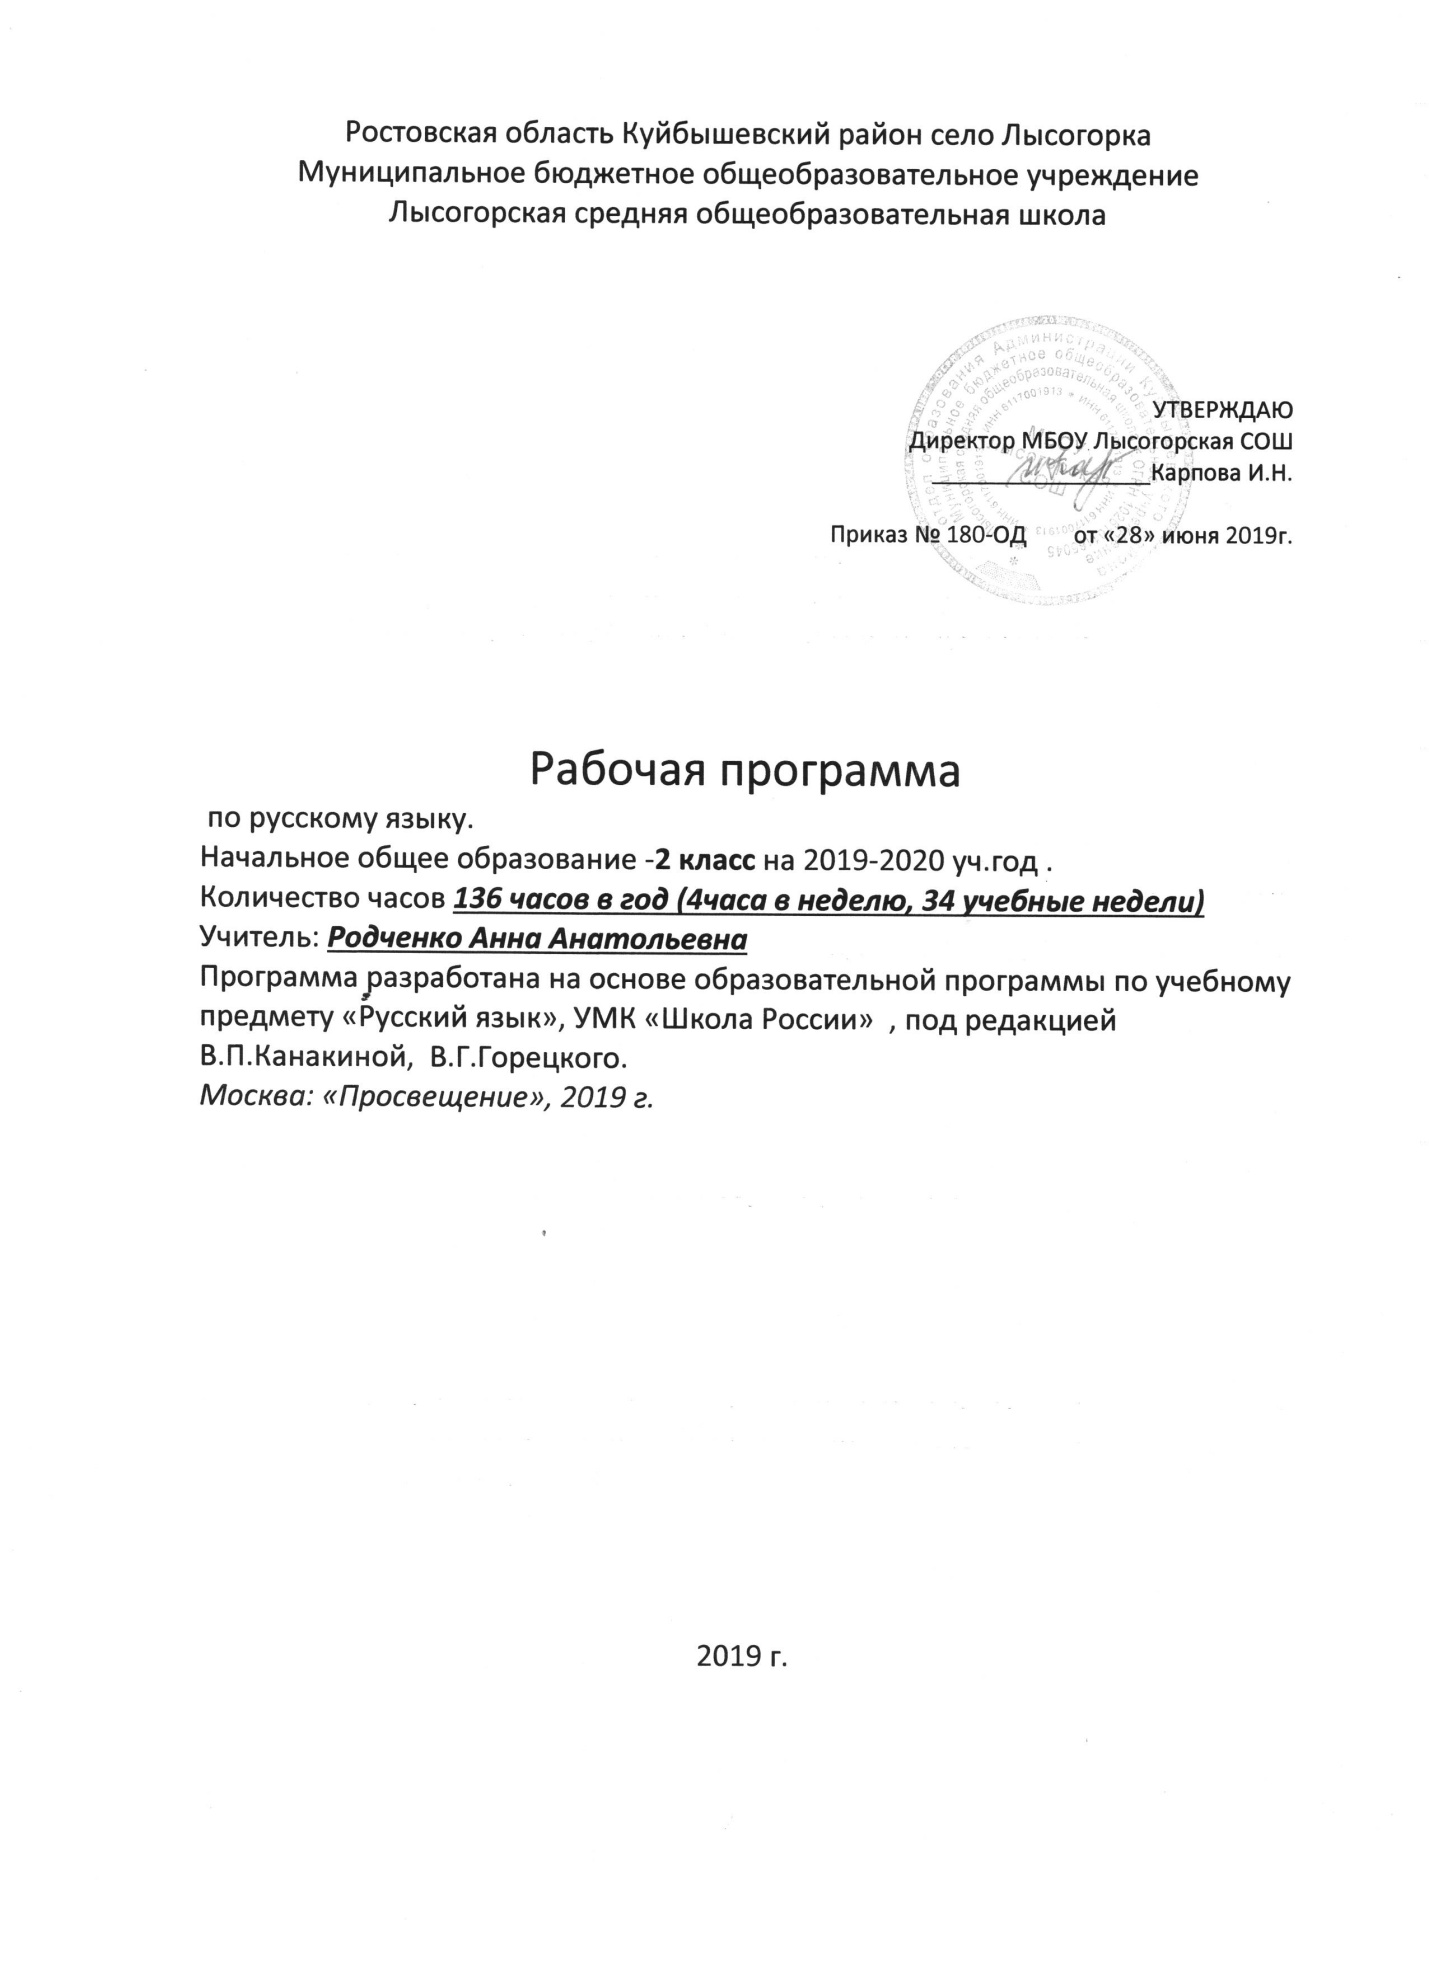 Ростовская область Куйбышевский район село Лысогорка
Муниципальное бюджетное общеобразовательное учреждение
Лысогорская средняя общеобразовательная школа
УТВЕРЖДАЮ
Директор МБОУ Лысогорская СОШ
Карпова И.Н.
Приказ № 180-ОД от «28» июня 2019г.
Рабочая программа
по русскому языку.
Начальное общее образование -2 класс на 2019-2020 уч.год .
Количество часов 136 часов в год (4часа в неделю, 34 учебные недели)
Учитель: Родченко Анна Анатольевна
Программа разработана на основе образовательной программы по учебному
предмету «Русский язык», УМК «Школа России» , под редакцией
В.П.Канакиной, В.Г.Горецкого.
Москва: «Просвещение», 2019 г.
2019 г.